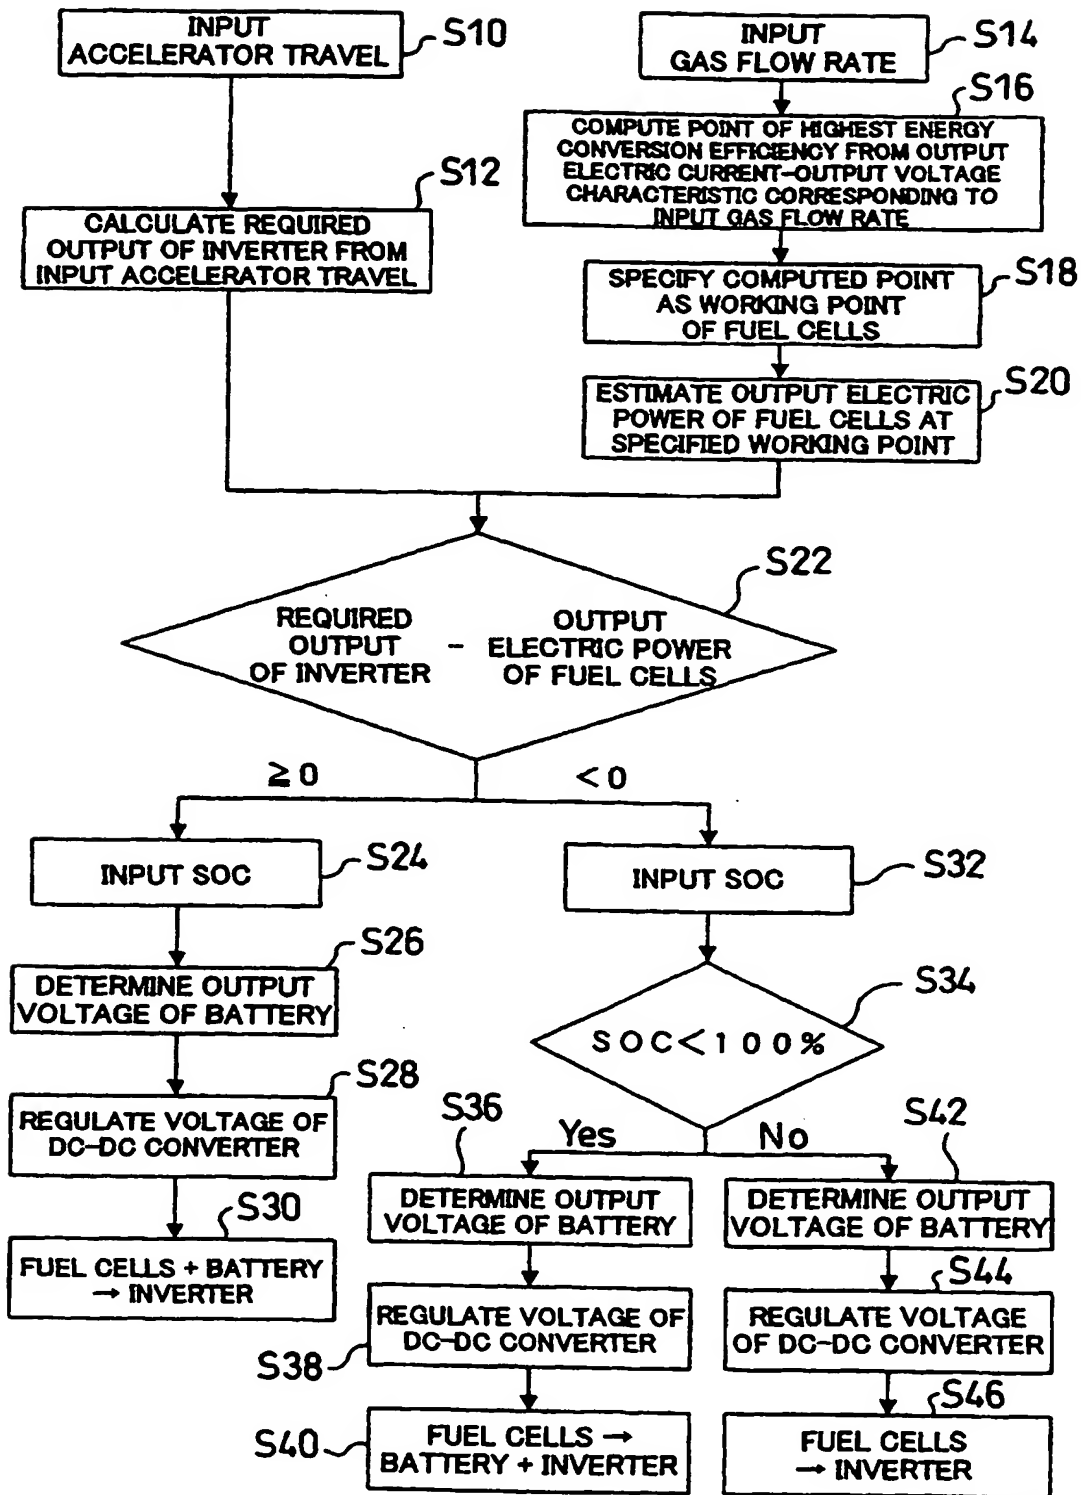 INPUT
ACCELERATOR TRAVEL
S10
INPUT
GAS FLOW RATE
S14
S16
COMPUTE POINT OF HIGHEST ENERGY
CONVERSION EFFICIENCY FROM OUTPUT
ELECTRIC CURRENT-OUTPUT VOLTAGE
CHARACTERISTIC CORRESPONDING TO
INPUT GAS FLOW RATE
S12
CALCULATE REQUIRED
OUTPUT OF INVERTER FROM
INPUT ACCELERATOR TRAVEL
S18
SPECIFY COMPUTED POINT
AS WORKING POINT
OF FUEL CELLS
S20
ESTIMATE OUTPUT ELECTRIC
POWER OF FUEL CELLS AT
SPECIFIED WORKING POINT
S22
REQUIRED
OUTPUT
OF INVERTER
-
OUTPUT
ELECTRIC POWER
OF FUEL CELLS
≧0
<0
INPUT SOC
S24
INPUT SOC
S32
S26
DETERMINE OUTPUT
VOLTAGE OF BATTERY
S34
SOC<100%
S28
REGULATE VOLTAGE OF
DC-DC CONVERTER
Yes
No
S36
DETERMINE OUTPUT
VOLTAGE OF BATTERY
S42
DETERMINE OUTPUT
VOLTAGE OF BATTERY
S30
FUEL CELLS + BATTERY
→ INVERTER
S38
REGULATE VOLTAGE OF
DC-DC CONVERTER
S44
REGULATE VOLTAGE
OF DC-DC CONVERTER
S40
FUEL CELLS →
BATTERY + INVERTER
S46
FUEL CELLS
→ INVERTER